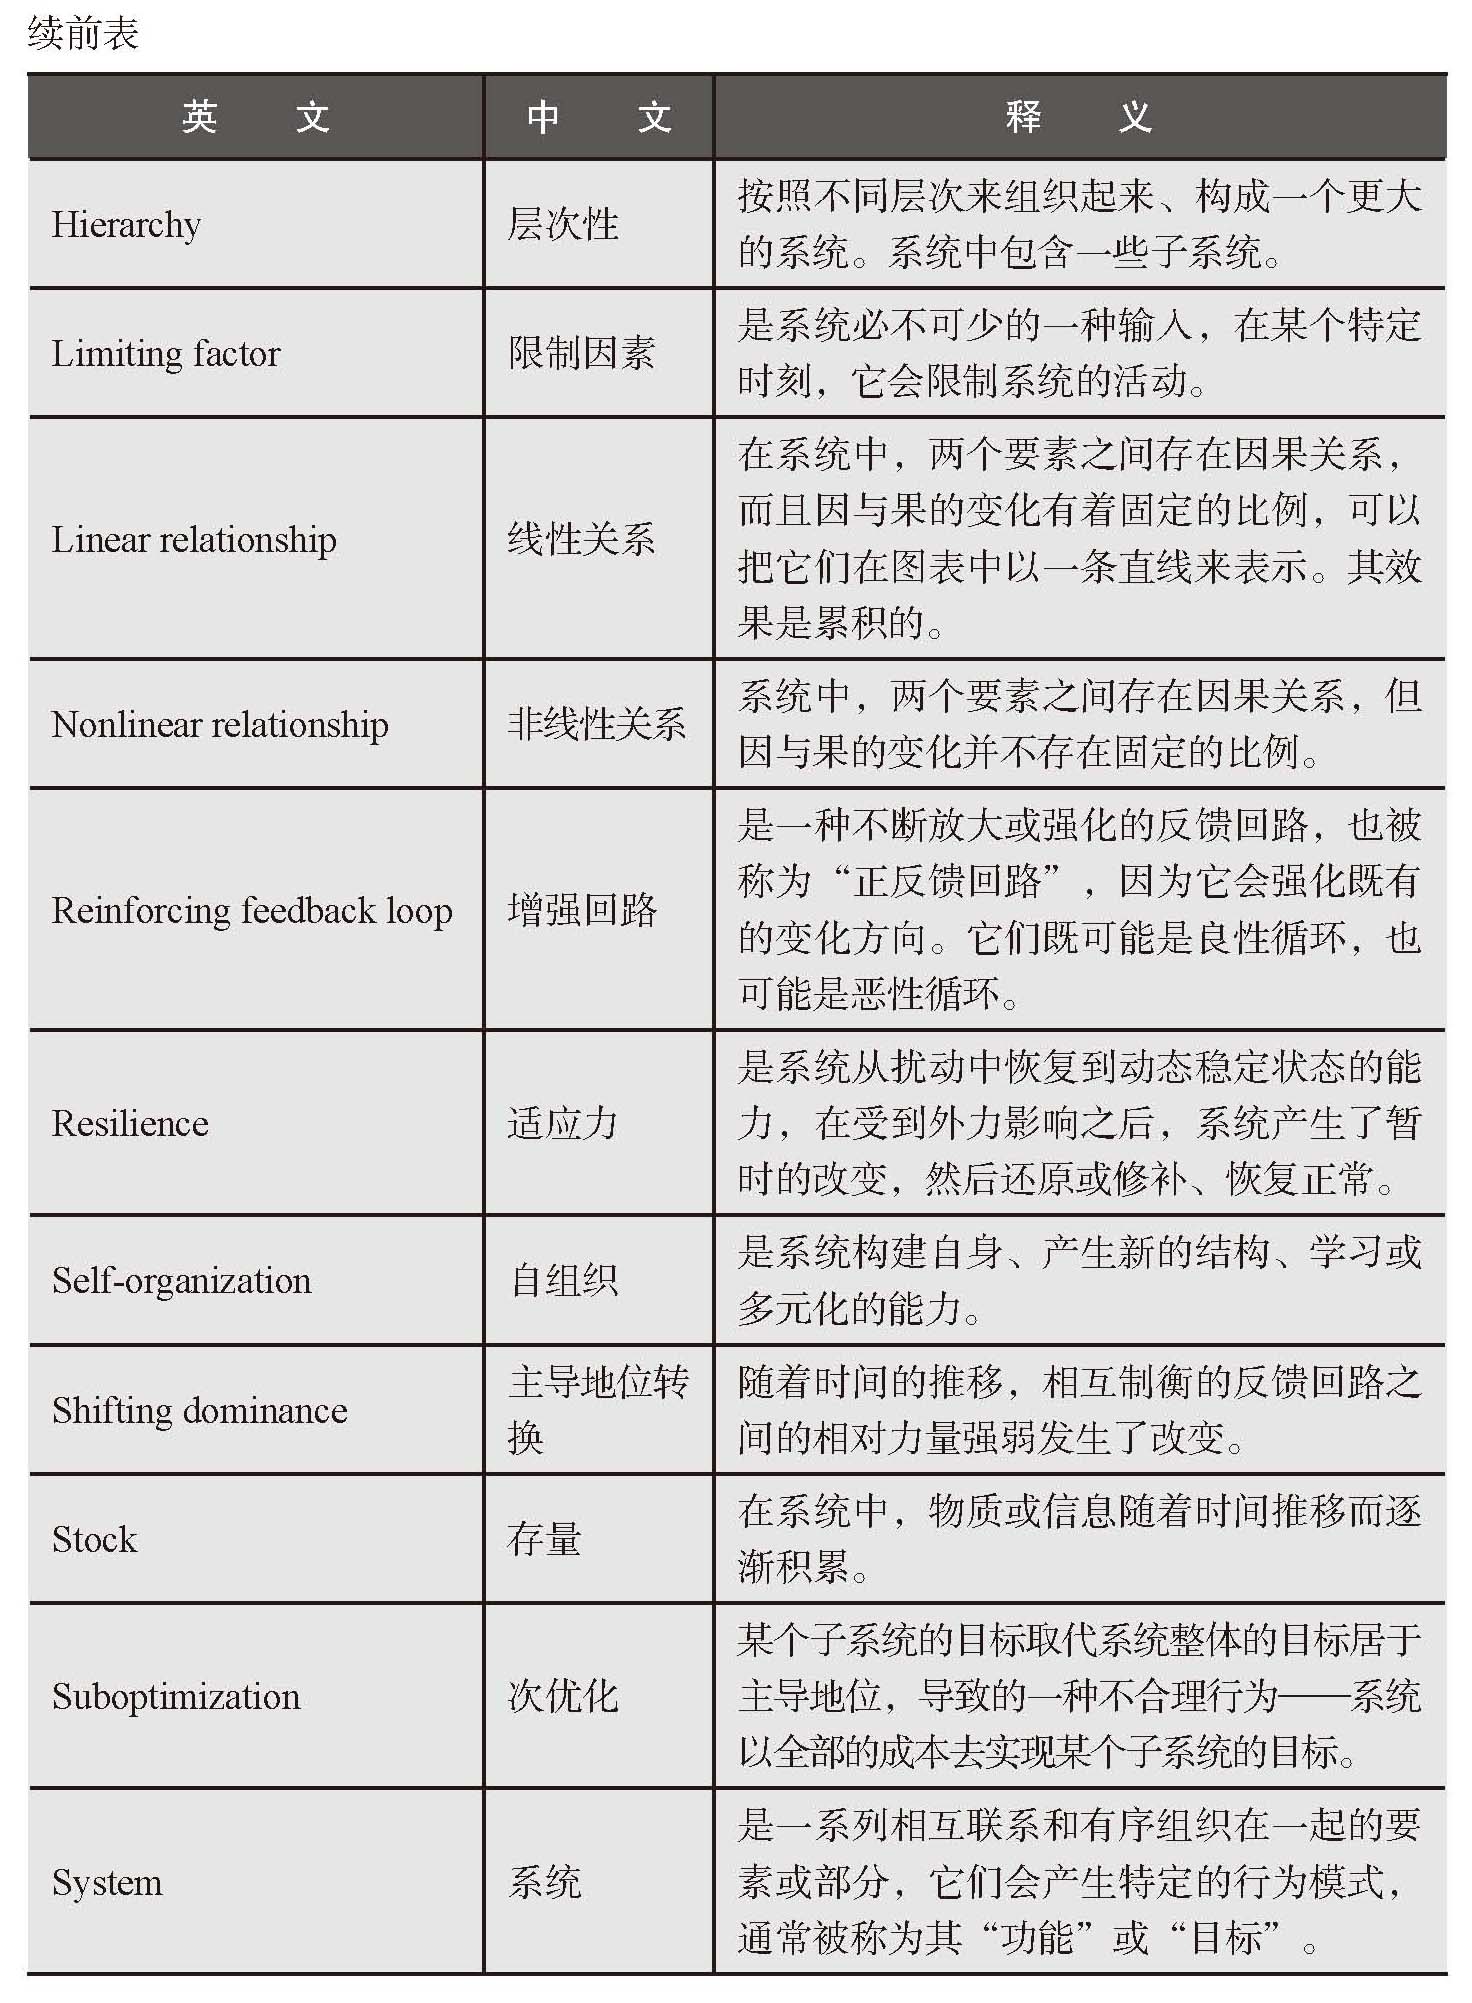 续前表
英 文 中 文 释 义
Hierarchy
层次性
按照不同层次来组织起来、构成一个更大
的系统。系统中包含一些子系统。
Limiting factor
限制因素
是系统必不可少的一种输入，在某个特定
时刻，它会限制系统的活动。
Linear relationship
线性关系
在系统中，两个要素之间存在因果关系，
而且因与果的变化有着固定的比例，可以
把它们在图表中以一条直线来表示。其效
果是累积的。
Nonlinear relationship
非线性关系
系统中，两个要素之间存在因果关系，但
因与果的变化并不存在固定的比例。
Reinforcing feedback loop
增强回路
是一种不断放大或强化的反馈回路，也被
称为“正反馈回路”，因为它会强化既有
的变化方向。它们既可能是良性循环，也
可能是恶性循环。
Resilience
适应力
是系统从扰动中恢复到动态稳定状态的能
力，在受到外力影响之后，系统产生了暂
时的改变，然后还原或修补、恢复正常。
Self-organization
自组织
是系统构建自身、产生新的结构、学习或
多元化的能力。
Shifting dominance
主导地位转
换
随着时间的推移，相互制衡的反馈回路之
间的相对力量强弱发生了改变。
Stock
存量
在系统中，物质或信息随着时间推移而逐
渐积累。
Suboptimization
次优化
某个子系统的目标取代系统整体的目标居于
主导地位，导致的一种不合理行为——系统
以全部的成本去实现某个子系统的目标。
System
系统
是一系列相互联系和有序组织在一起的要
素或部分，它们会产生特定的行为模式，
通常被称为其“功能”或“目标”。